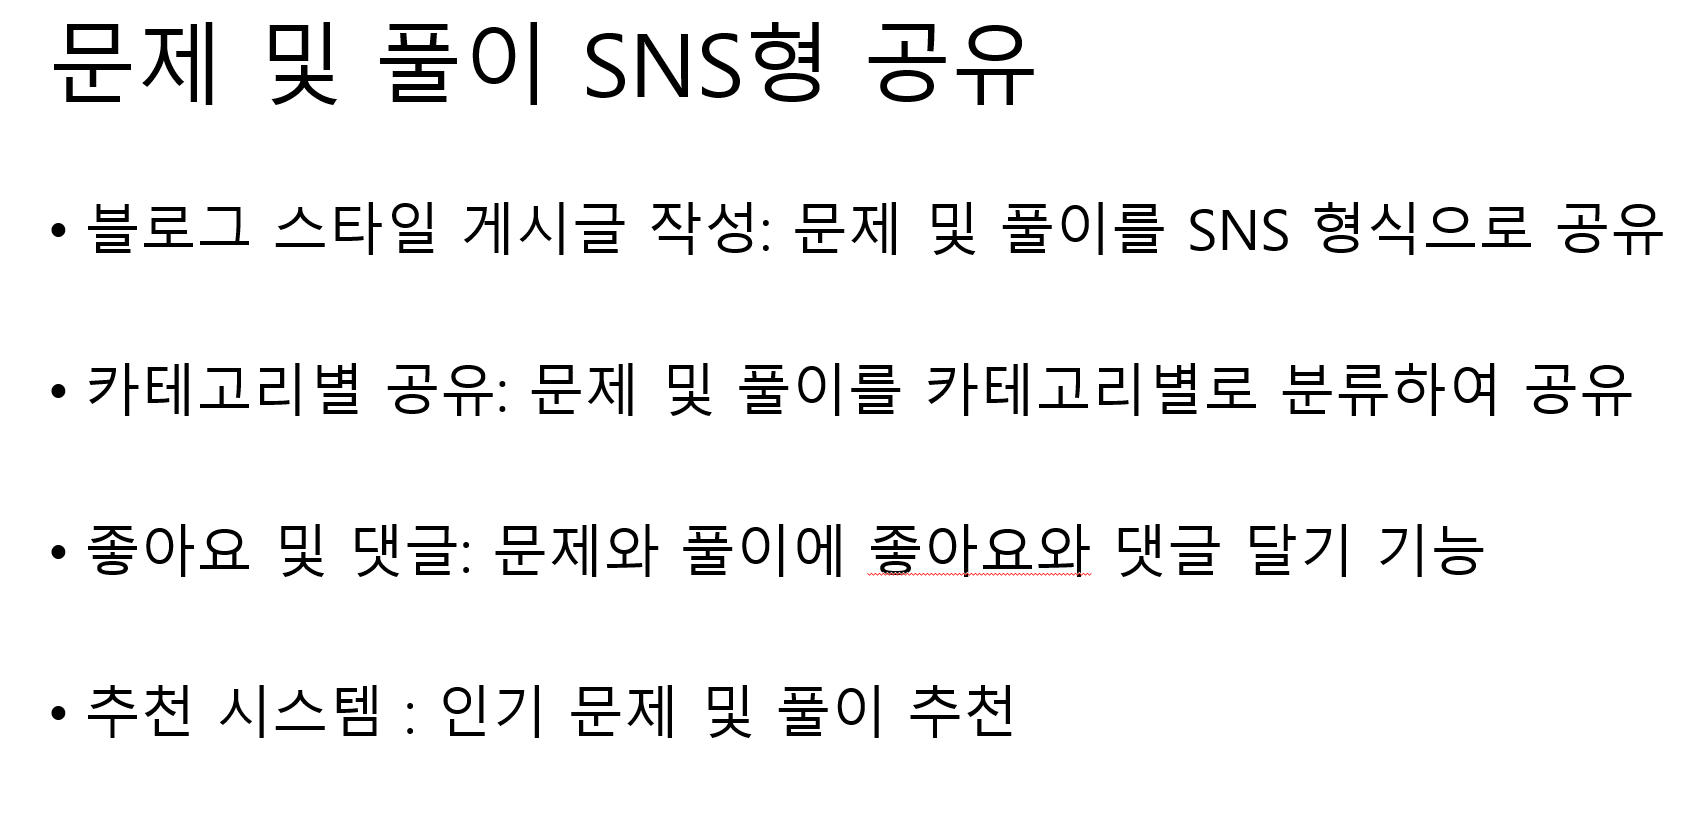 문제 및 풀이 SNS형 공유
• 블로그 스타일 게시글 작성: 문제 및 풀이를 SNS 형식으로 공유
• 카테고리별 공유: 문제 및 풀이를 카테고리별로 분류하여 공유
• 좋아요 및 댓글: 문제와 풀이에 좋아요와 댓글 달기 기능
• 추천 시스템 : 인기 문제 및 풀이 추천